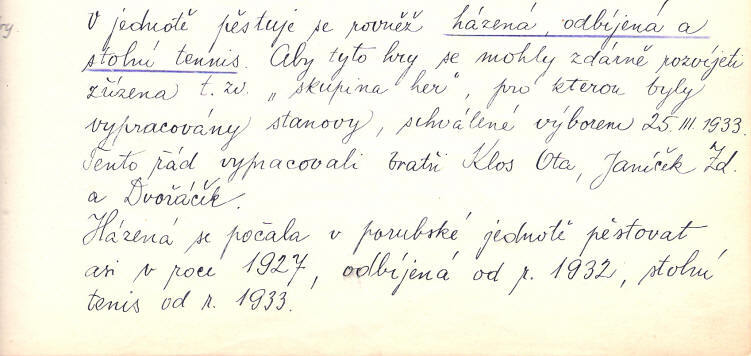 ry.
V jednotě pěstuje se rovněž házená, odbíjená a
stolní tennis. Aby tyto hry se mohly zdárně rozvíjeti
zřízena t. zv. „skupina her", pro kterou byly
vypracovány stanovy, schválené výborem 25. III. 1933.
Tento řád vypracovali bratři Klos Ota, Janíček Zd.
a Dvořáčík.
Házená se počala v porubské jednotě pěstovat
asi v roce 1927, odbíjená od r. 1932, stolní
tenis od r. 1933.